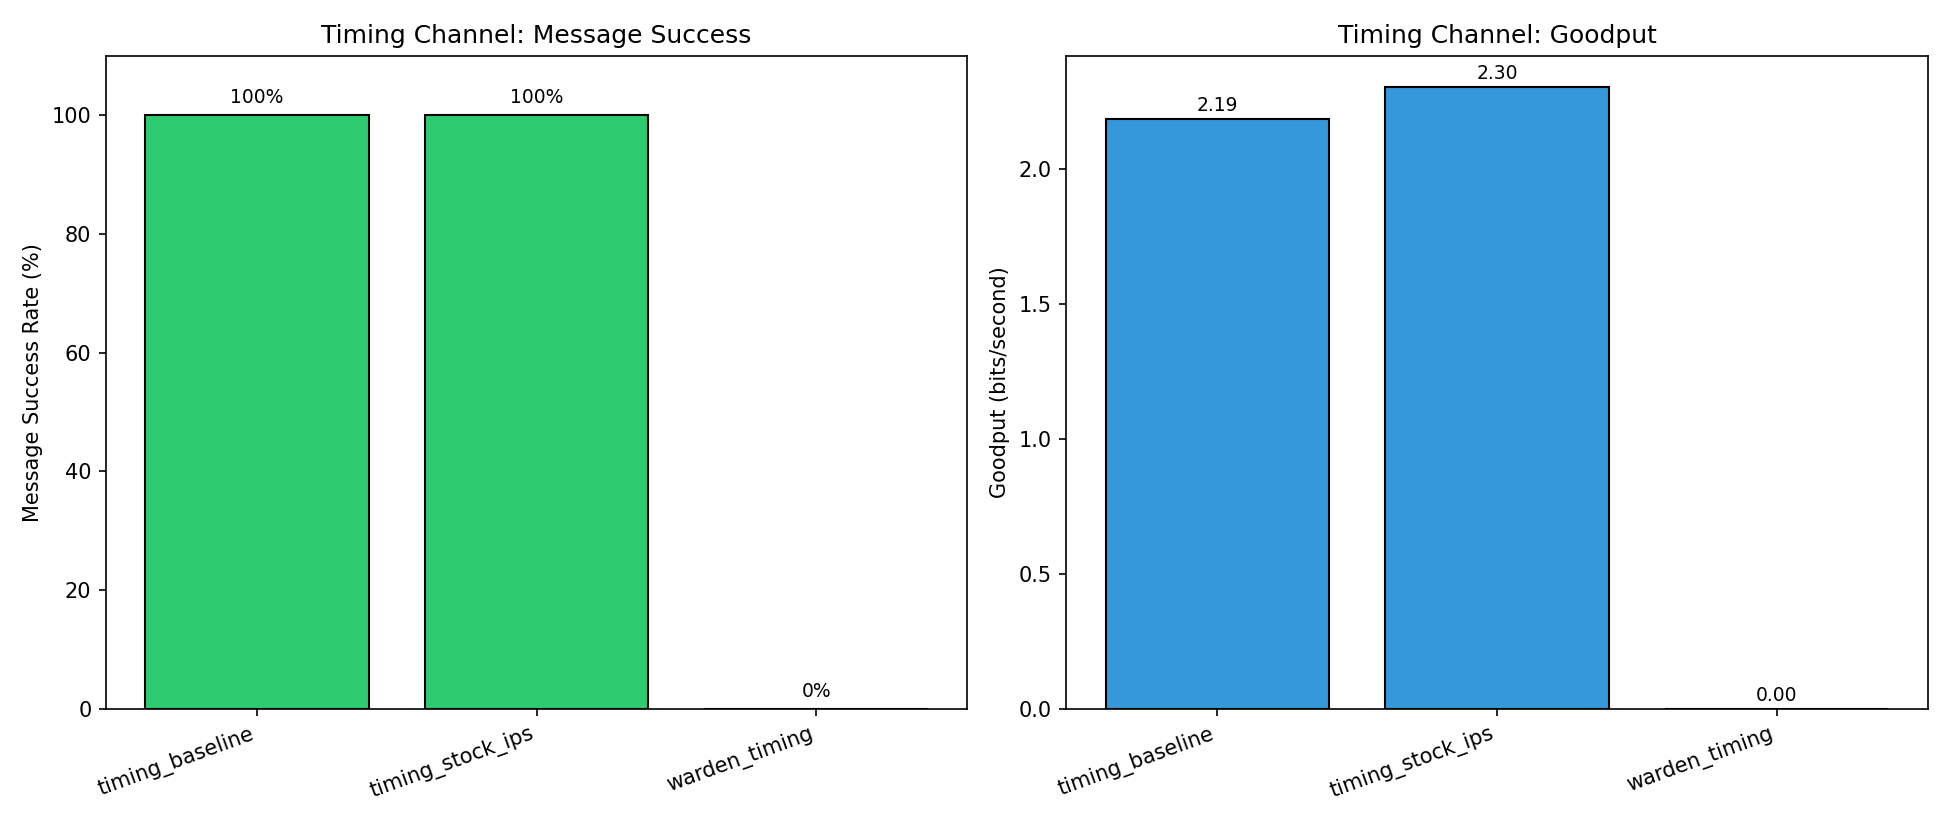 Timing Channel: Message Success
Message Success Rate (%)
100
80
60
40
20
0
100%
100%
0%
timing_baseline
timing_stock_ips
warden_timing
Timing Channel: Goodput
Goodput (bits/second)
2.0
1.5
1.0
0.5
0.0
2.19
2.30
0.00
timing_baseline
timing_stock_ips
warden_timing